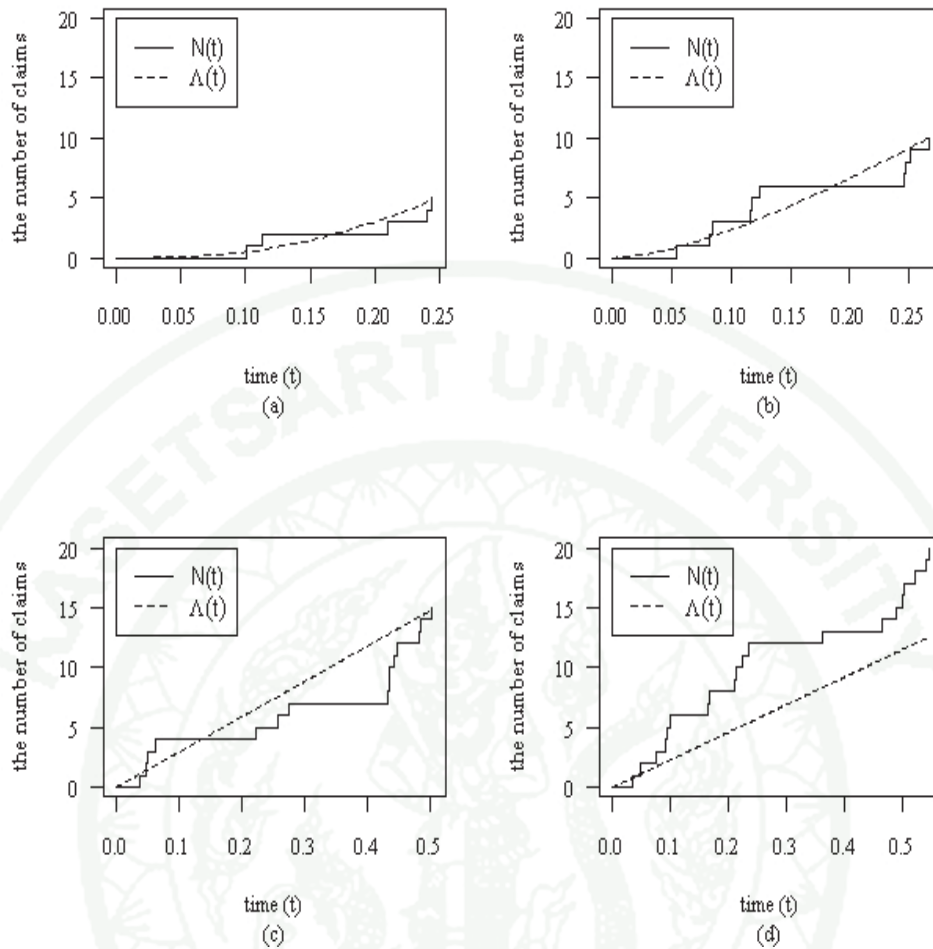 the number of claims
20
15
10
5
0
N(t)
Λ(t)
0.00 0.05 0.10 0.15 0.20 0.25
time (t)
(a)
the number of claims
20
15
10
5
0
N(t)
Λ(t)
0.00 0.05 0.10 0.15 0.20 0.25
time (t)
(b)
the number of claims
20
15
10
5
0
N(t)
Λ(t)
0.0 0.1 0.2 0.3 0.4 0.5
time (t)
(c)
the number of claims
20
15
10
5
0
N(t)
Λ(t)
0.0 0.1 0.2 0.3 0.4 0.5
time (t)
(d)
KASETSART UNIVERSITY